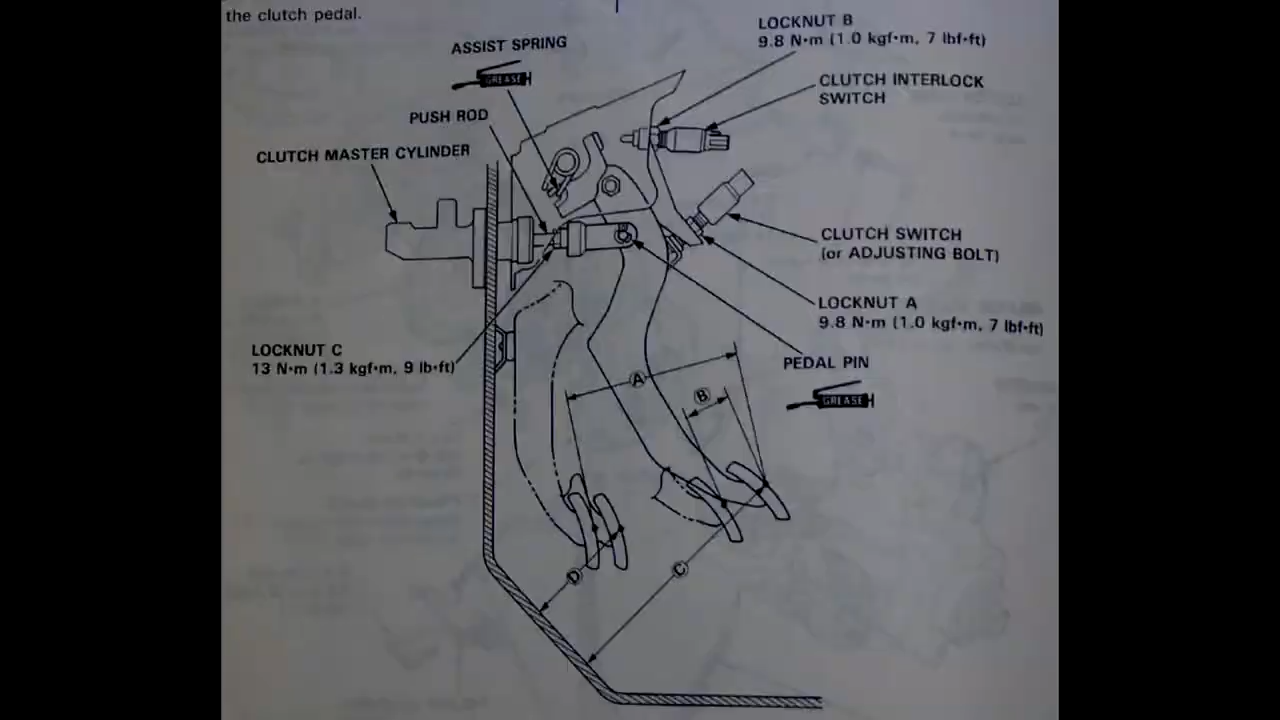 the clutch pedal.
LOCKNUT B
9.8 N·m (1.0 kgf·m, 7 lbf·ft)
ASSIST SPRING
GREASE
CLUTCH INTERLOCK
SWITCH
PUSH ROD
CLUTCH MASTER CYLINDER
CLUTCH SWITCH
(or ADJUSTING BOLT)
LOCKNUT A
9.8 N·m (1.0 kgf·m, 7 lbf·ft)
LOCKNUT C
13 N·m (1.3 kgf·m, 9 lb·ft)
PEDAL PIN
GREASE
A
B
C
D